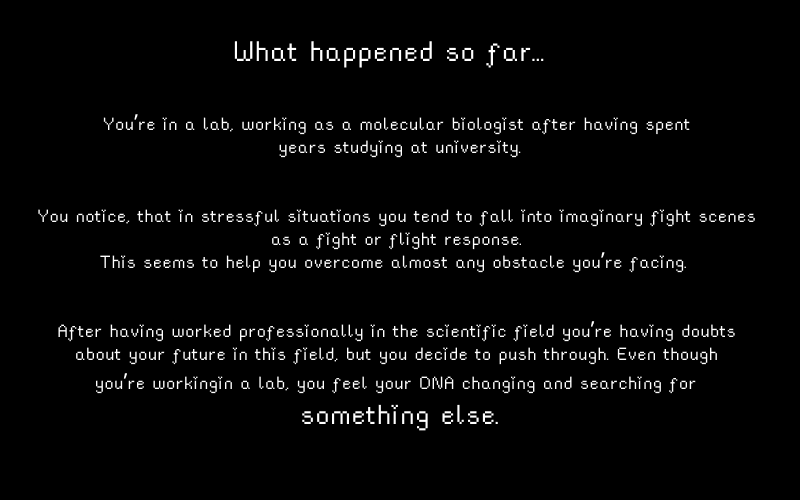 What happened so far...
You're in a lab, working as a molecular biologist after having spent
years studying at university.
You notice, that in stressful situations you tend to fall into imaginary fight scenes
as a fight or flight response.
This seems to help you overcome almost any obstacle you're facing.
After having worked professionally in the scientific field you're having doubts
about your future in this field, but you decide to push through. Even though
you're workingin a lab, you feel your DNA changing and searching for
something else.